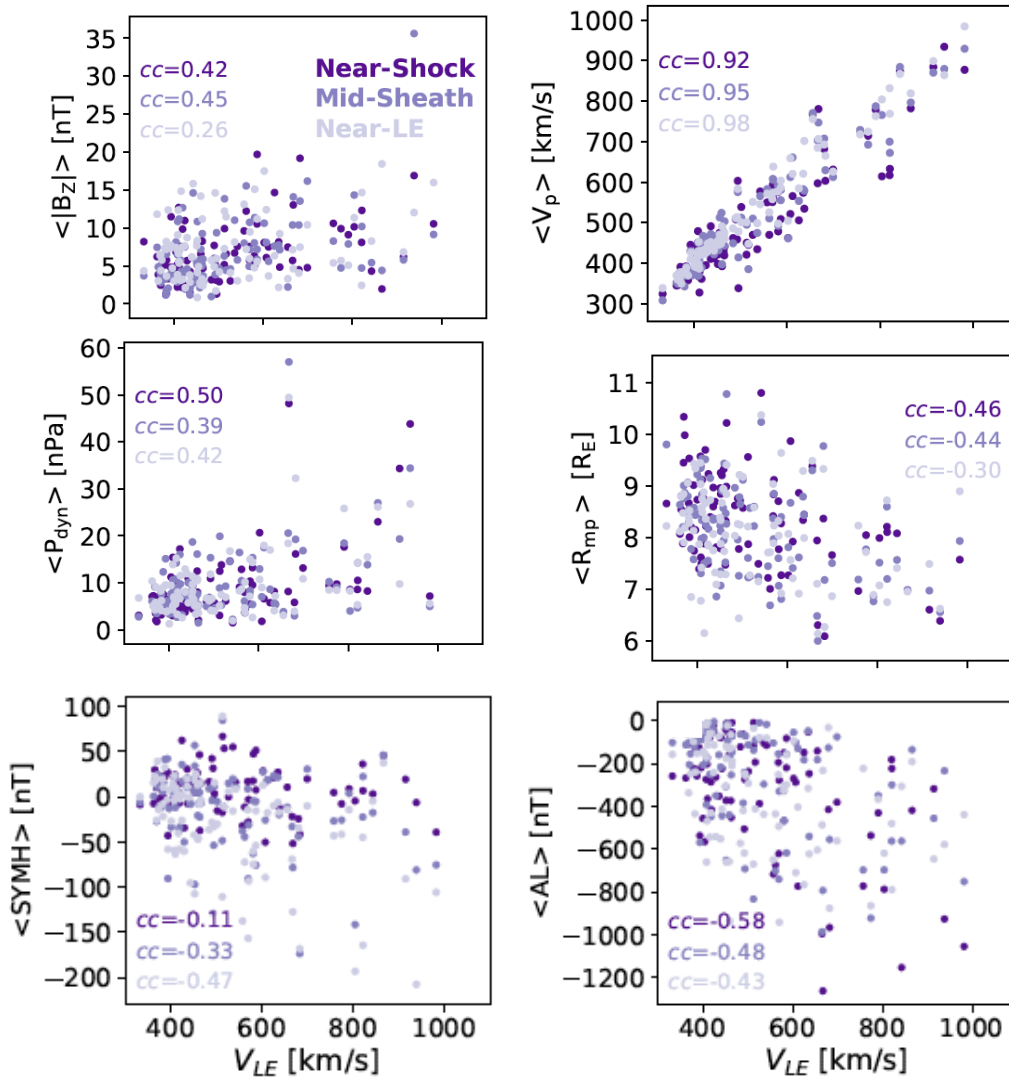 <|B_Z|> [nT]
35
30
25
20
15
10
5
0
cc=0.42
cc=0.45
cc=0.26
Near-Shock
Mid-Sheath
Near-LE
<V_p> [km/s]
1000
900
800
700
600
500
400
300
cc=0.92
cc=0.95
cc=0.98
<P_dyn> [nPa]
60
50
40
30
20
10
0
cc=0.50
cc=0.39
cc=0.42
<R_mp> [R_E]
11
10
9
8
7
6
cc=-0.46
cc=-0.44
cc=-0.30
<SYMH> [nT]
100
50
0
−50
−100
−150
−200
cc=-0.11
cc=-0.33
cc=-0.47
400 600 800 1000
V_LE [km/s]
<AL> [nT]
0
−200
−400
−600
−800
−1000
−1200
cc=-0.58
cc=-0.48
cc=-0.43
400 600 800 1000
V_LE [km/s]